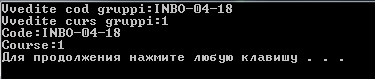 Vvedite cod gruppi:INBO-04-18
Vvedite curs gruppi:1
Code:INBO-04-18
Course:1
Для продолжения нажмите любую клавишу . . .